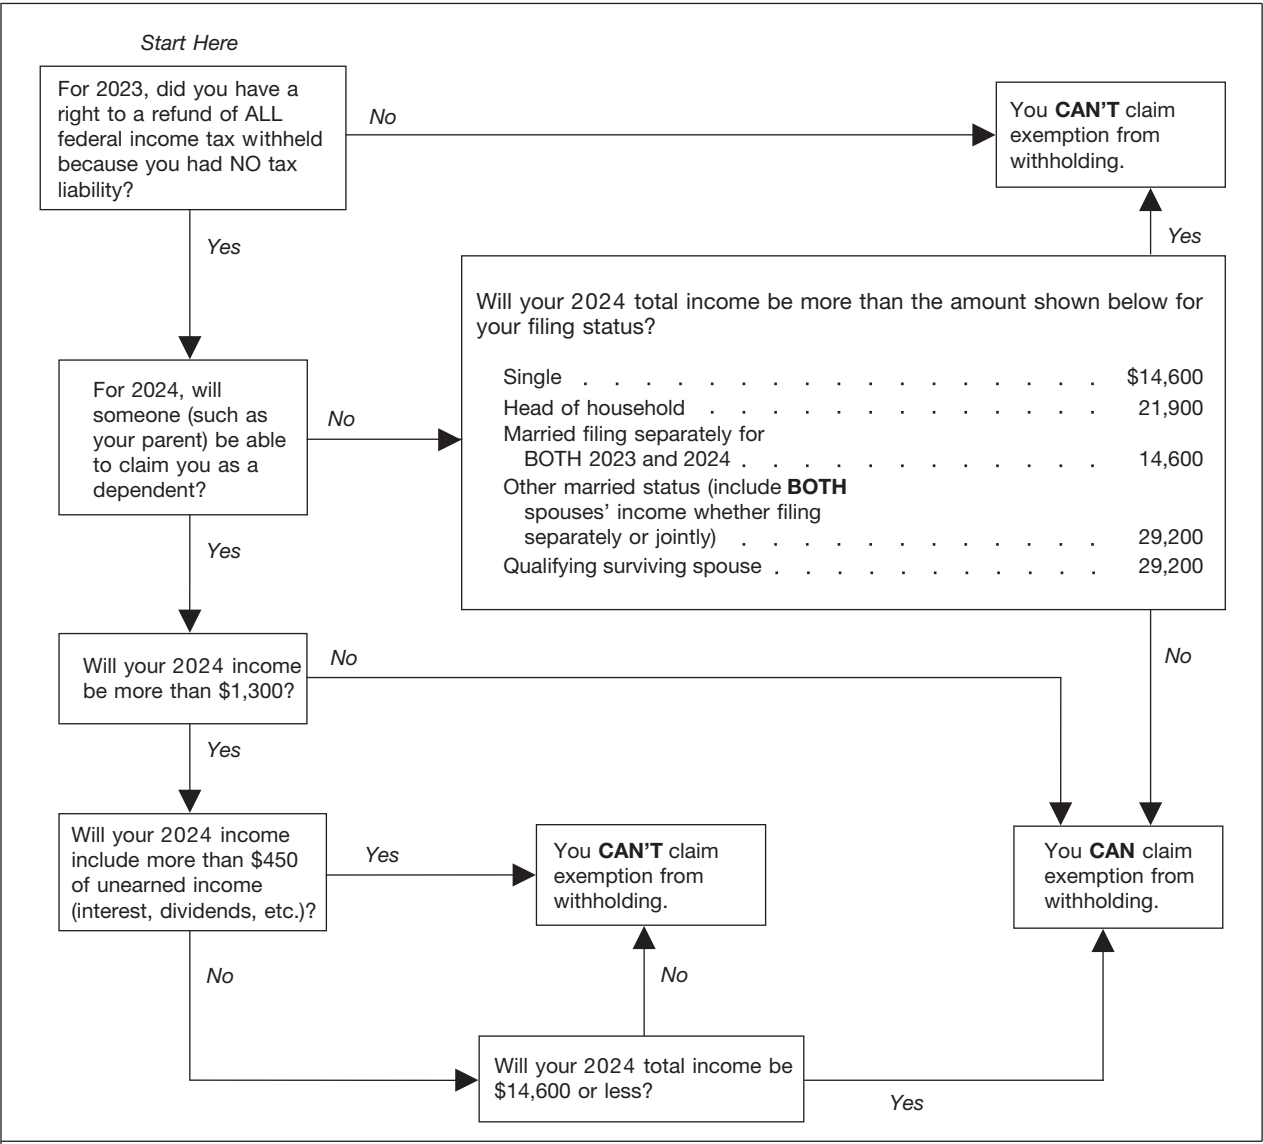 Start Here
For 2023, did you have a
right to a refund of ALL
federal income tax withheld
because you had NO tax
liability?
No
You CAN'T claim
exemption from
withholding.
Yes
Yes
Will your 2024 total income be more than the amount shown below for
your filing status?
Single . . . . . . . . . . . . . . . . . $14,600
Head of household . . . . . . . . . . . . . 21,900
Married filing separately for
BOTH 2023 and 2024 . . . . . . . . . . . . 14,600
Other married status (include BOTH
spouses' income whether filing
separately or jointly) . . . . . . . . . . . . 29,200
Qualifying surviving spouse . . . . . . . . . . . 29,200
For 2024, will
someone (such as
your parent) be able
to claim you as a
dependent?
No
Yes
Will your 2024 income
be more than $1,300?
No
No
Yes
Will your 2024 income
include more than $450
of unearned income
(interest, dividends, etc.)?
Yes
You CAN'T claim
exemption from
withholding.
You CAN claim
exemption from
withholding.
No
No
Will your 2024 total income be
$14,600 or less?
Yes